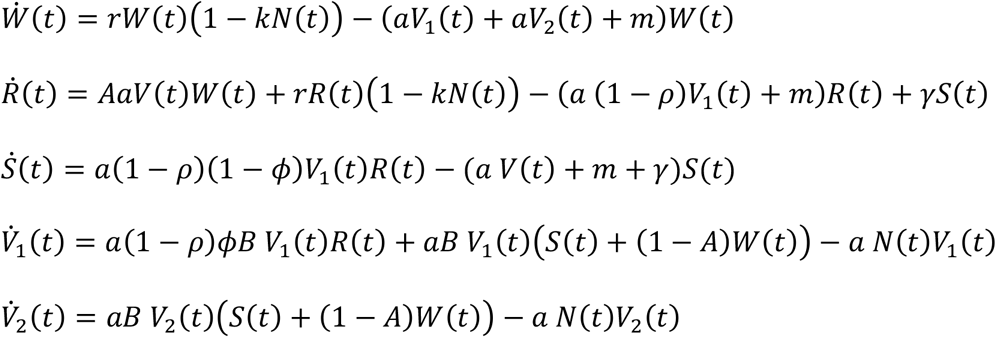 Ẇ(t) = rW(t)(1 − kN(t)) − (aV₁(t) + aV₂(t) + m)W(t)
Ṙ(t) = AaV(t)W(t) + rR(t)(1 − kN(t)) − (a (1 − ρ)V₁(t) + m)R(t) + γS(t)
Ṡ(t) = a(1 − ρ)(1 − ϕ)V₁(t)R(t) − (a V(t) + m + γ)S(t)
V̇₁(t) = a(1 − ρ)ϕB V₁(t)R(t) + aB V₁(t)(S(t) + (1 − A)W(t)) − a N(t)V₁(t)
V̇₂(t) = aB V₂(t)(S(t) + (1 − A)W(t)) − a N(t)V₂(t)